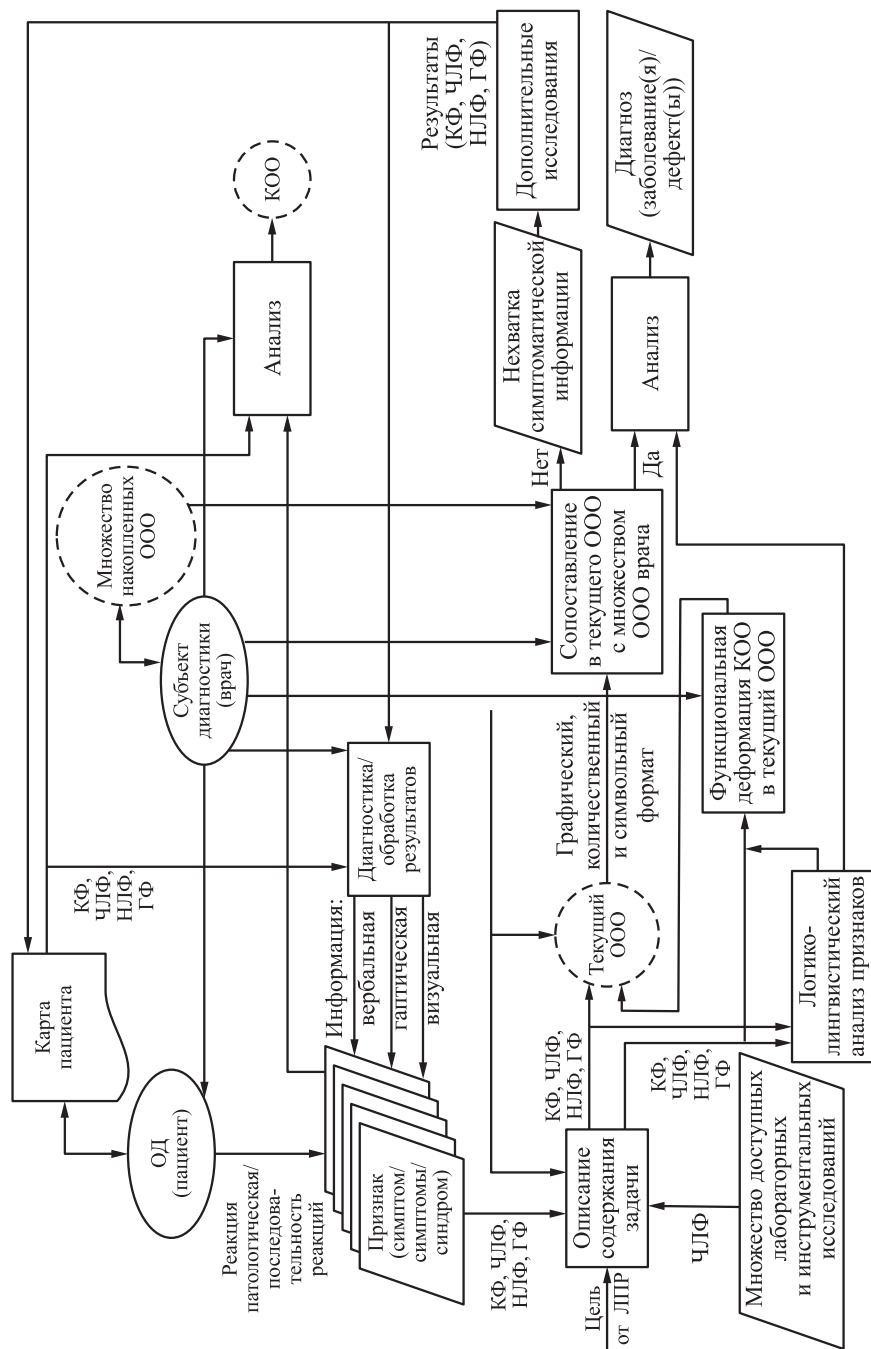 ОД
(пациент)
Карта
пациента
Реакция
патологическая/
последова-
тельность
реакций
КФ,
ЧЛФ,
НЛФ,
ГФ
Субъект
диагностики
(врач)
Множество
накопленных
ООО
Анализ
КОО
Признак
(симптом/
симптомы/
синдром)
Информация:
вербальная
гаптическая
визуальная
Диагностика/
обработка
результатов
Результаты
(КФ, ЧЛФ,
НЛФ, ГФ)
КФ, ЧЛФ,
НЛФ, ГФ
Цель
от ЛПР
Описание
содержания
задачи
КФ, ЧЛФ,
НЛФ, ГФ
Текущий
ООО
Графический,
количественный
и символьный
формат
Сопоставление
в текущего ООО
с множеством
ООО врача
Нет
Да
Нехватка
симптоматической
информации
Дополнительные
исследования
Анализ
Диагноз
(заболевание(я)/
дефект(ы))
ЧЛФ
КФ,
ЧЛФ,
НЛФ,
ГФ
Функциональная
деформация КОО
в текущий ООО
Множество доступных
лабораторных
и инструментальных
исследований
Логико-
лингвистический
анализ признаков